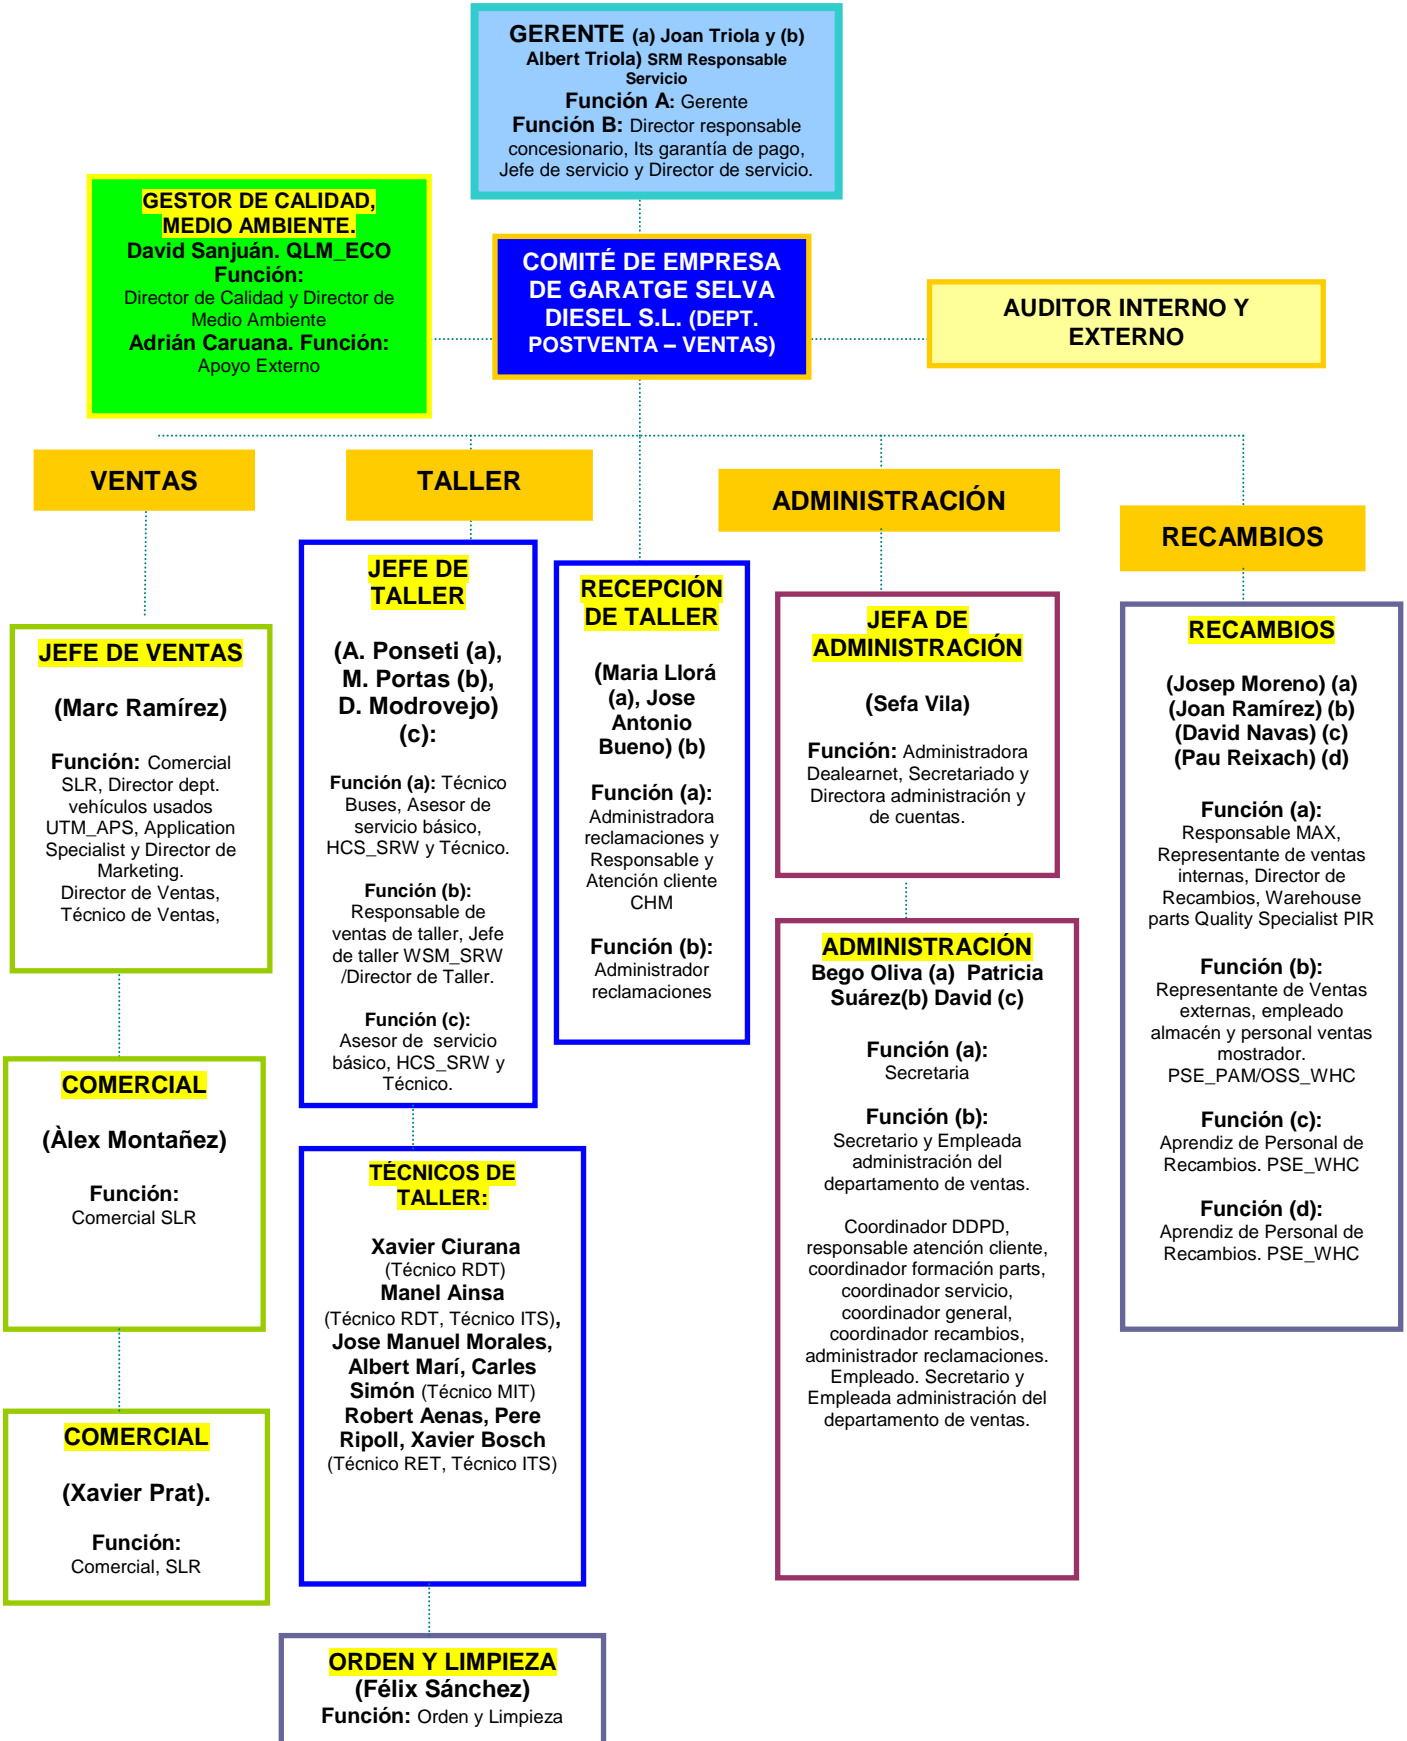 GERENTE (a) Joan Triola y (b)
Albert Triola) SRM Responsable
Servicio
Función A: Gerente
Función B: Director responsable
concesionario, Its garantía de pago,
Jefe de servicio y Director de servicio.
GESTOR DE CALIDAD,
MEDIO AMBIENTE.
David Sanjuán. QLM_ECO
Función:
Director de Calidad y Director de
Medio Ambiente
Adrián Caruana. Función:
Apoyo Externo
COMITÉ DE EMPRESA
DE GARATGE SELVA
DIESEL S.L. (DEPT.
POSTVENTA – VENTAS)
AUDITOR INTERNO Y
EXTERNO
VENTAS
TALLER
ADMINISTRACIÓN
RECAMBIOS
JEFE DE VENTAS
(Marc Ramírez)
Función: Comercial
SLR, Director dept.
vehículos usados
UTM_APS, Application
Specialist y Director de
Marketing.
Director de Ventas,
Técnico de Ventas,
COMERCIAL
(Àlex Montañez)
Función:
Comercial SLR
COMERCIAL
(Xavier Prat).
Función:
Comercial, SLR
JEFE DE
TALLER
(A. Ponseti (a),
M. Portas (b),
D. Modrovejo)
(c):
Función (a): Técnico
Buses, Asesor de
servicio básico,
HCS_SRW y Técnico.
Función (b):
Responsable de
ventas de taller, Jefe
de taller WSM_SRW
/Director de Taller.
Función (c):
Asesor de servicio
básico, HCS_SRW y
Técnico.
TÉCNICOS DE
TALLER:
Xavier Ciurana
(Técnico RDT)
Manel Ainsa
(Técnico RDT, Técnico ITS),
Jose Manuel Morales,
Albert Marí, Carles
Simón (Técnico MIT)
Robert Aenas, Pere
Ripoll, Xavier Bosch
(Técnico RET, Técnico ITS)
ORDEN Y LIMPIEZA
(Félix Sánchez)
Función: Orden y Limpieza
RECEPCIÓN
DE TALLER
(Maria Llorá
(a), Jose
Antonio
Bueno) (b)
Función (a):
Administradora
reclamaciones y
Responsable y
Atención cliente
CHM
Función (b):
Administrador
reclamaciones
JEFA DE
ADMINISTRACIÓN
(Sefa Vila)
Función: Administradora
Dealearnet, Secretariado y
Directora administración y
de cuentas.
ADMINISTRACIÓN
Bego Oliva (a) Patricia
Suárez(b) David (c)
Función (a):
Secretaria
Función (b):
Secretario y Empleada
administración del
departamento de ventas.
Coordinador DDPD,
responsable atención cliente,
coordinador formación parts,
coordinador servicio,
coordinador general,
coordinador recambios,
administrador reclamaciones.
Empleado. Secretario y
Empleada administración del
departamento de ventas.
RECAMBIOS
(Josep Moreno) (a)
(Joan Ramírez) (b)
(David Navas) (c)
(Pau Reixach) (d)
Función (a):
Responsable MAX,
Representante de ventas
internas, Director de
Recambios, Warehouse
parts Quality Specialist PIR
Función (b):
Representante de Ventas
externas, empleado
almacén y personal ventas
mostrador.
PSE_PAM/OSS_WHC
Función (c):
Aprendiz de Personal de
Recambios. PSE_WHC
Función (d):
Aprendiz de Personal de
Recambios. PSE_WHC